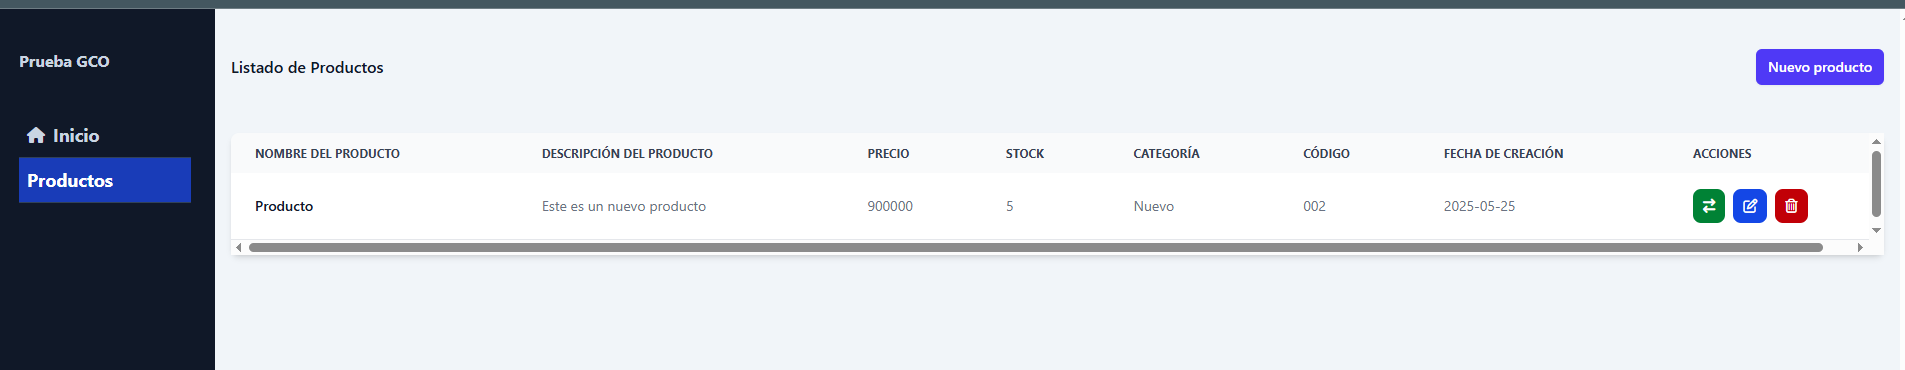 Prueba GCO
Inicio
Productos
Listado de Productos
Nuevo producto
NOMBRE DEL PRODUCTO DESCRIPCIÓN DEL PRODUCTO PRECIO STOCK CATEGORÍA CÓDIGO FECHA DE CREACIÓN ACCIONES
Producto Este es un nuevo producto 900000 5 Nuevo 002 2025-05-25